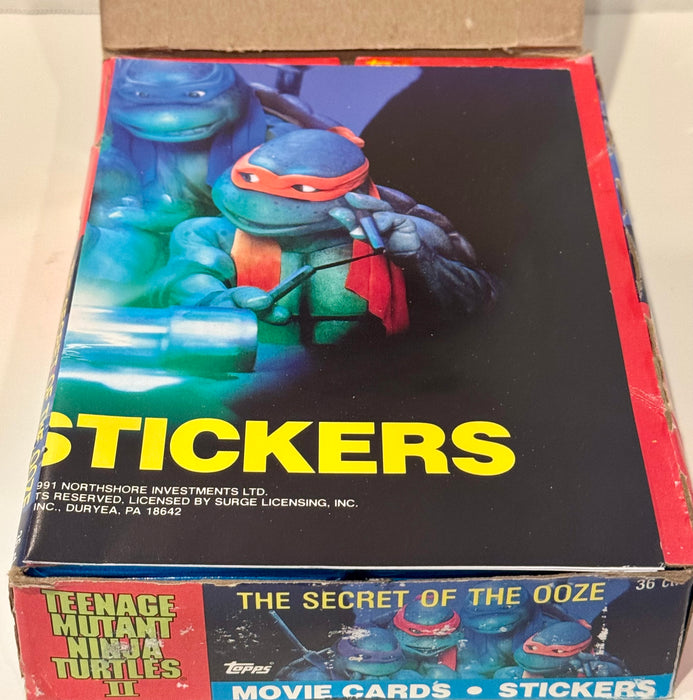 STICKERS
991 NORTHSHORE INVESTMENTS LTD.
TS RESERVED. LICENSED BY SURGE LICENSING, INC.
INC., DURYEA, PA 18642
TEENAGE
MUTANT
NINJA
TURTLES
II
THE SECRET OF THE OOZE
36
topps
MOVIE CARDS • STICKERS